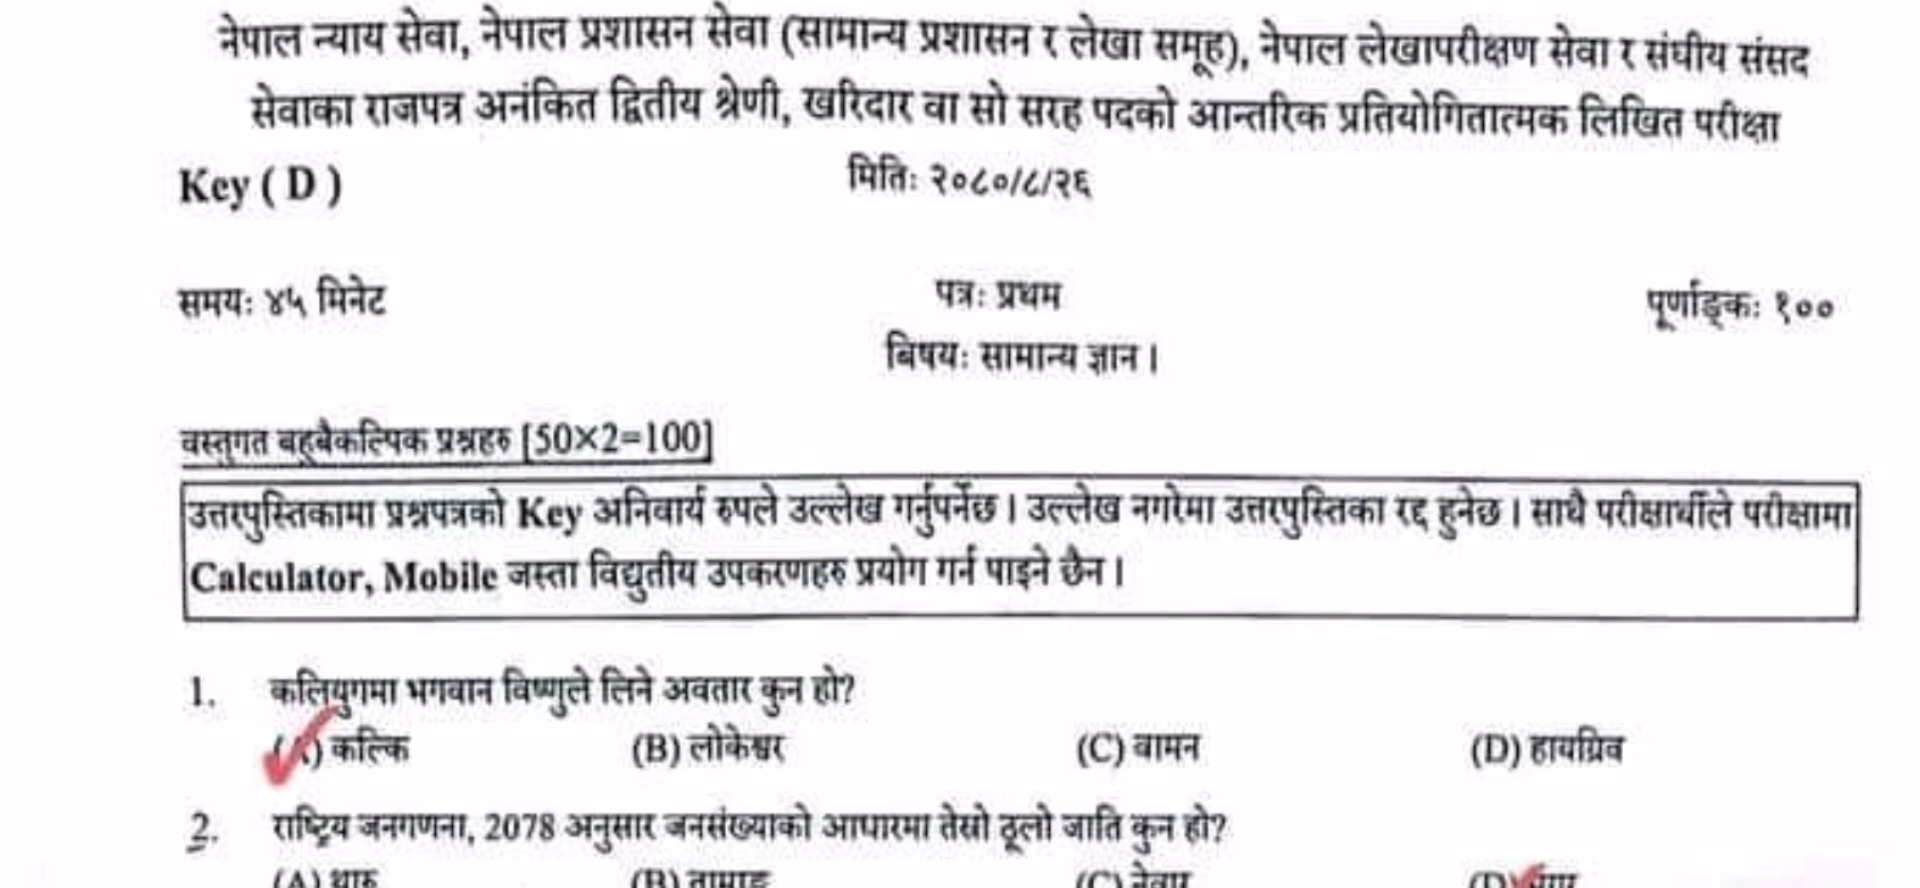 नेपाल न्याय सेवा, नेपाल प्रशासन सेवा (सामान्य प्रशासन र लेखा समूह), नेपाल लेखापरीक्षण सेवा र संघीय संसद
सेवाका राजपत्र अनंकित द्वितीय श्रेणी, खरिदार वा सो सरह पदको आन्तरिक प्रतियोगितात्मक लिखित परीक्षा
Key ( D ) मितिः २०८०/८/२६
समयः ४५ मिनेट पत्रः प्रथम पूर्णाङ्कः १००
बिषयः सामान्य ज्ञान ।
वस्तुगत बहुबैकल्पिक प्रश्नहरु [50×2=100]
उत्तरपुस्तिकामा प्रश्नपत्रको Key अनिवार्य रुपले उल्लेख गर्नुपर्नेछ । उल्लेख नगरेमा उत्तरपुस्तिका रद्द हुनेछ । साथै परीक्षार्थीले परीक्षामा
Calculator, Mobile जस्ता विद्युतीय उपकरणहरु प्रयोग गर्न पाइने छैन ।
1. कलियुगमा भगवान विष्णुले लिने अवतार कुन हो?
(A) कल्कि (B) लोकेश्वर (C) वामन (D) हायग्रिव
2. राष्ट्रिय जनगणना, 2078 अनुसार जनसंख्याको आधारमा तेस्रो ठूलो जाति कुन हो?
(A) थारु (B) तामाङ (C) नेवार (D) मगर